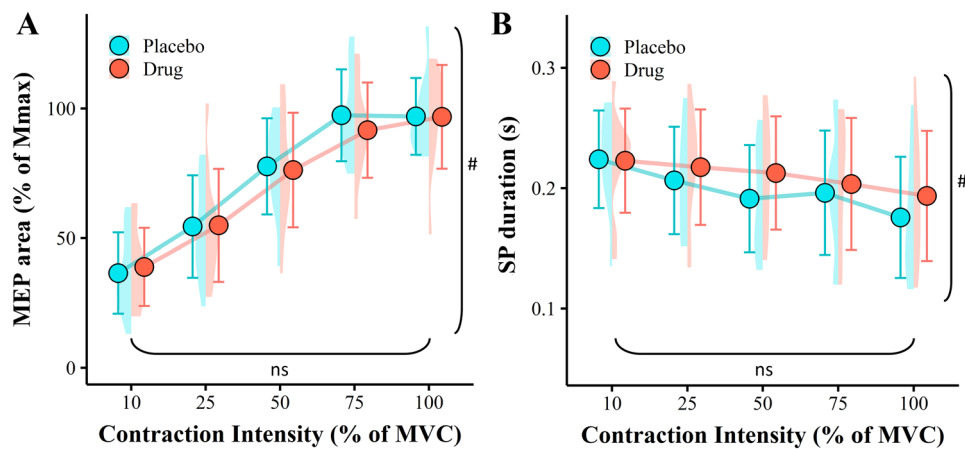 A
Placebo
Drug
MEP area (% of Mmax)
100
50
0
#
ns
10 25 50 75 100
Contraction Intensity (% of MVC)
B
Placebo
Drug
SP duration (s)
0.3
0.2
0.1
#
ns
10 25 50 75 100
Contraction Intensity (% of MVC)